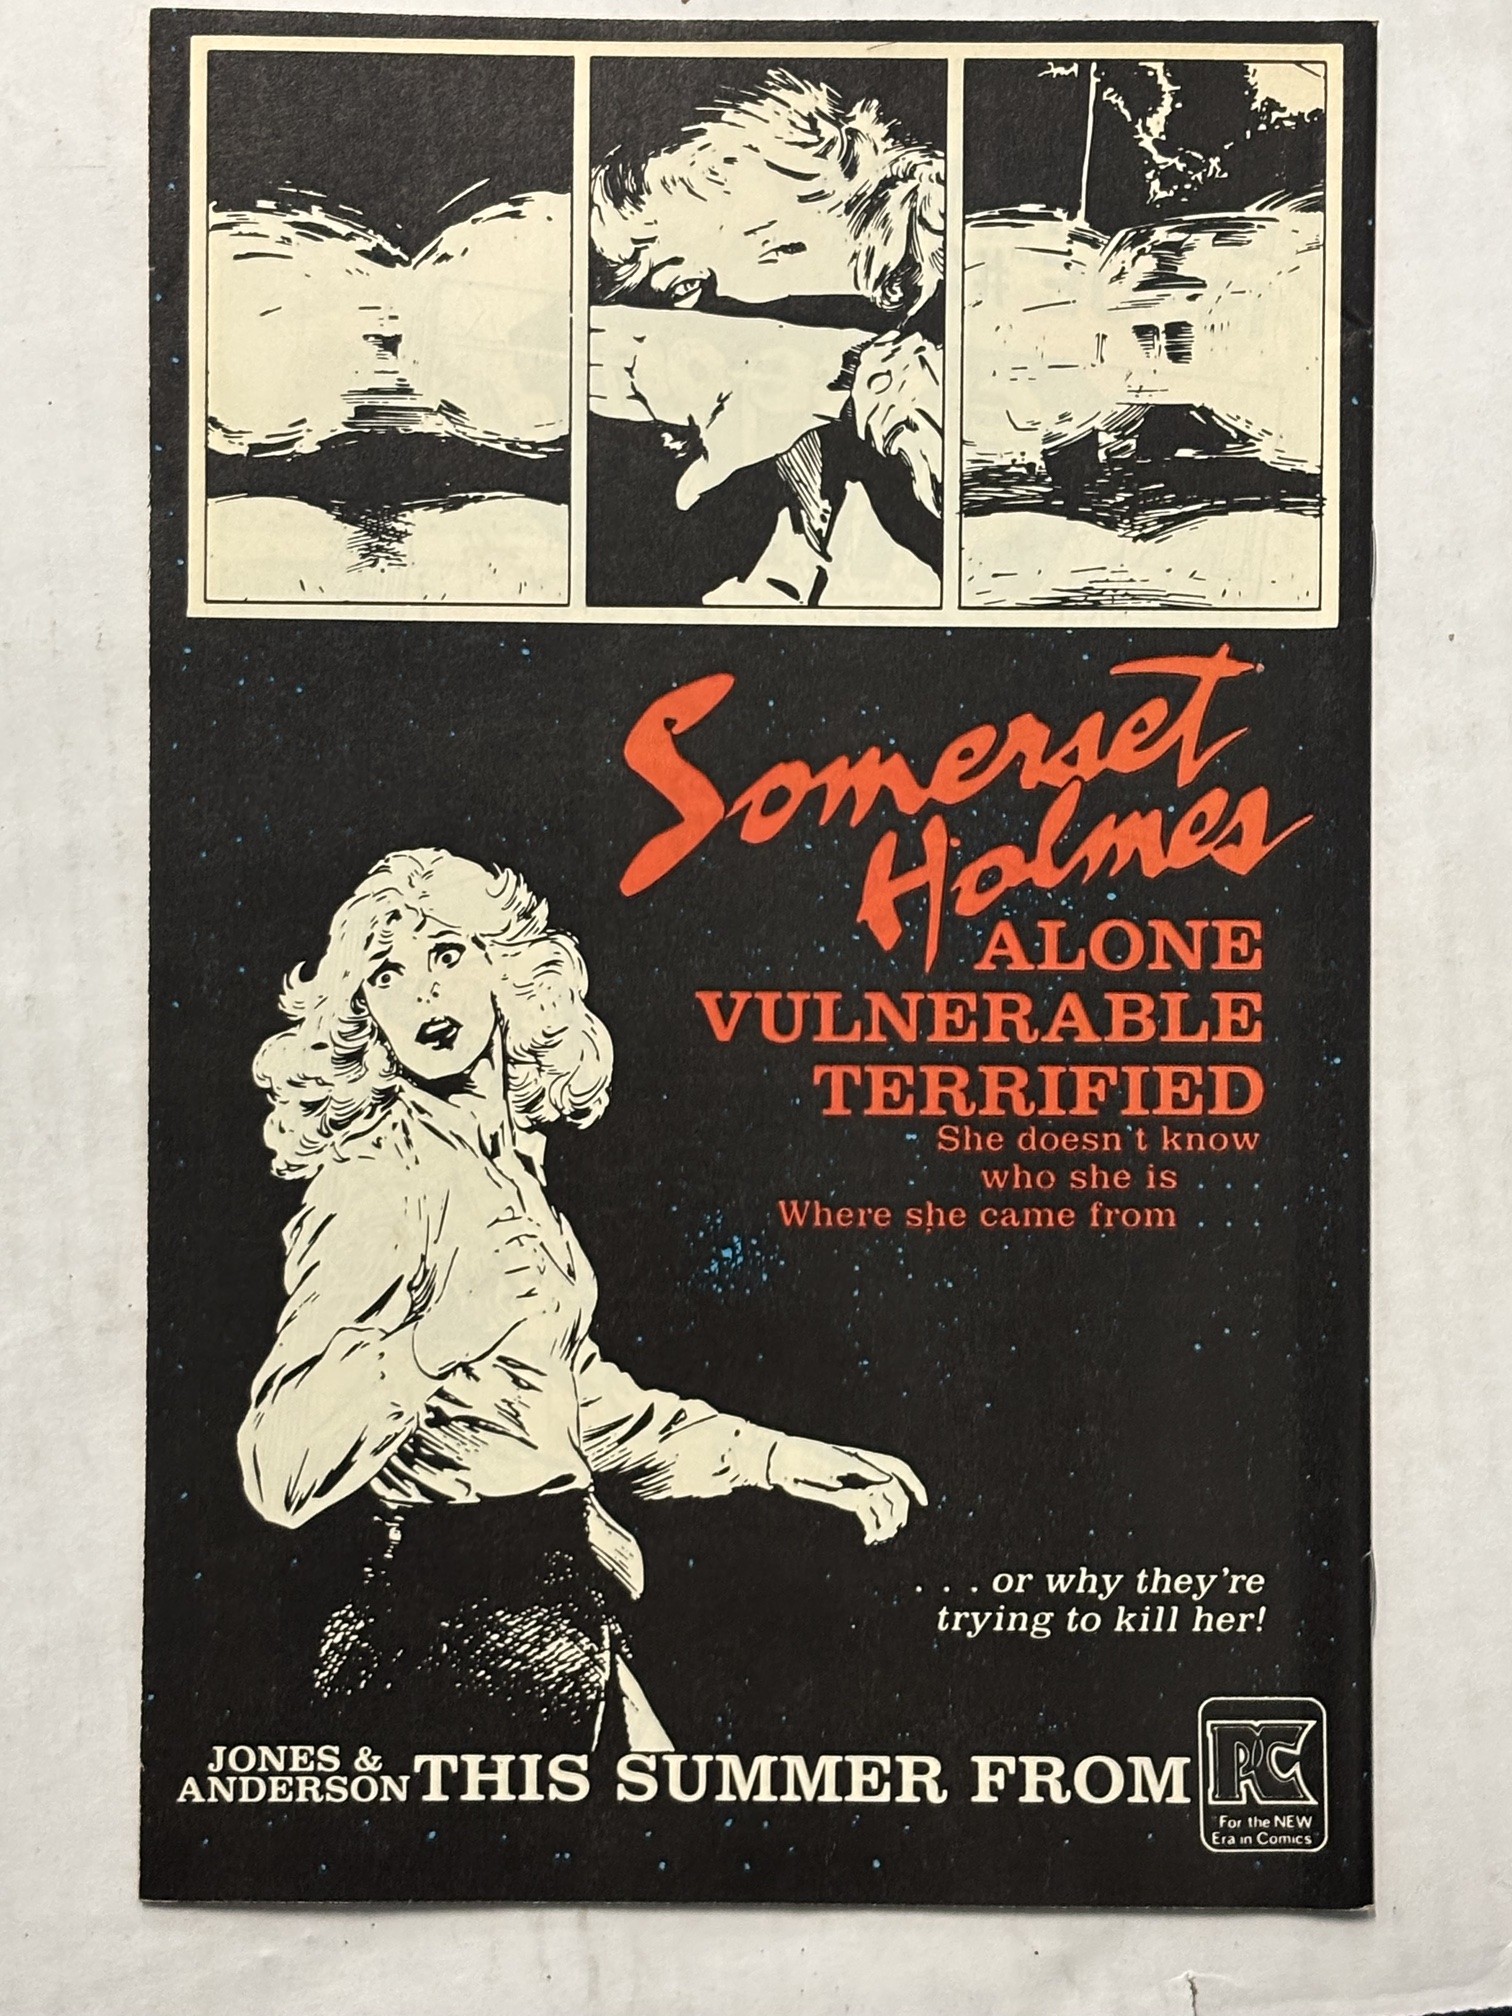 Somerset
Holmes
ALONE
VULNERABLE
TERRIFIED
She doesn't know
who she is . . . .
Where she came from . . . .
. . . or why they're
trying to kill her!
JONES &
ANDERSON
THIS SUMMER FROM
PC
"For the NEW
Era in Comics"